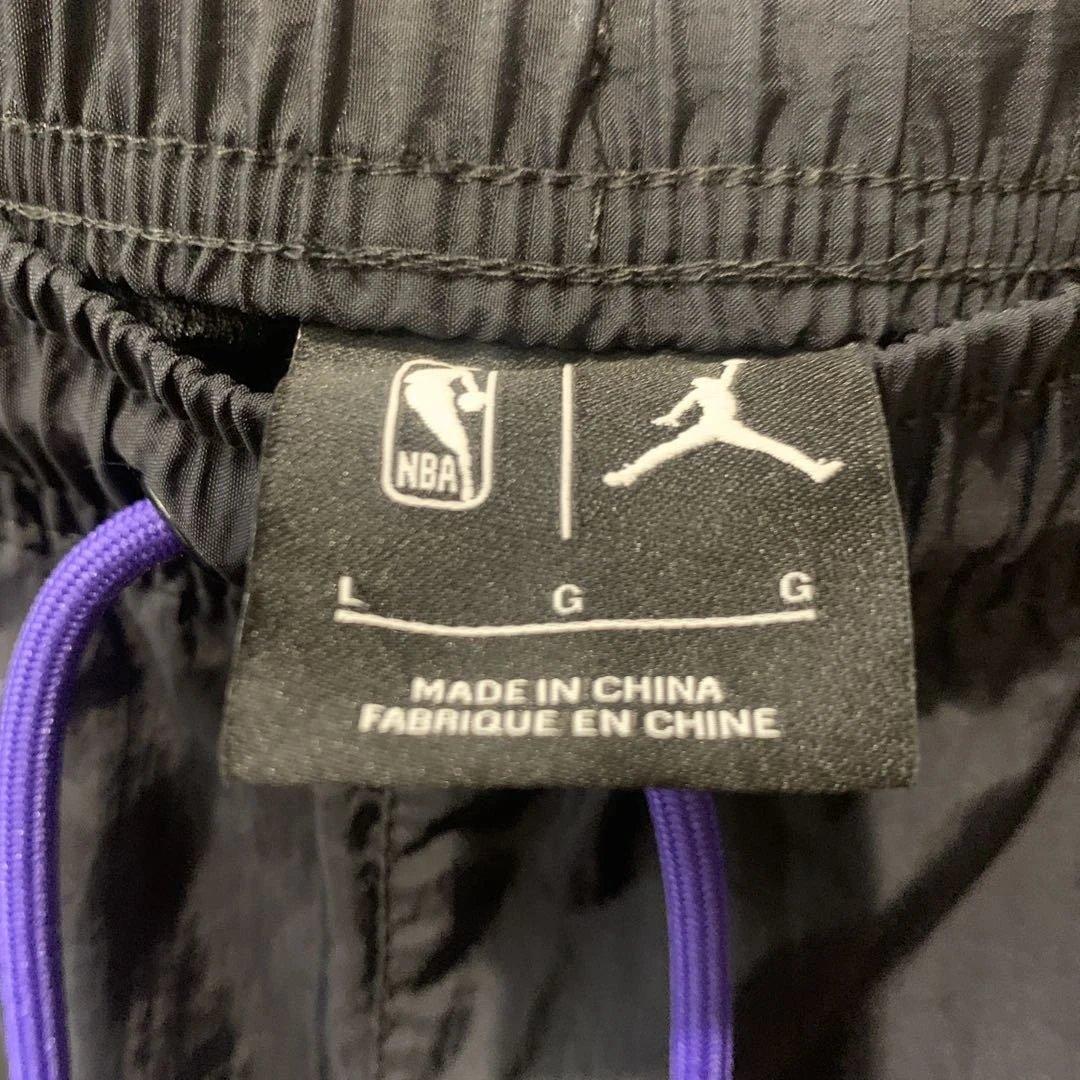 NBA
L G G
MADE IN CHINA
FABRIQUE EN CHINE